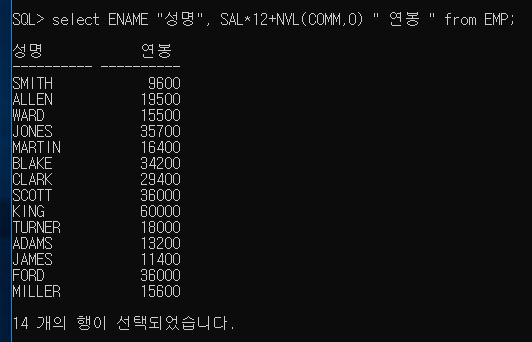 SQL> select ENAME "성명", SAL*12+NVL(COMM,0) " 연봉 " from EMP;
성명 연봉
---------- ----------
SMITH 9600
ALLEN 19500
WARD 15500
JONES 35700
MARTIN 16400
BLAKE 34200
CLARK 29400
SCOTT 36000
KING 60000
TURNER 18000
ADAMS 13200
JAMES 11400
FORD 36000
MILLER 15600
14 개의 행이 선택되었습니다.